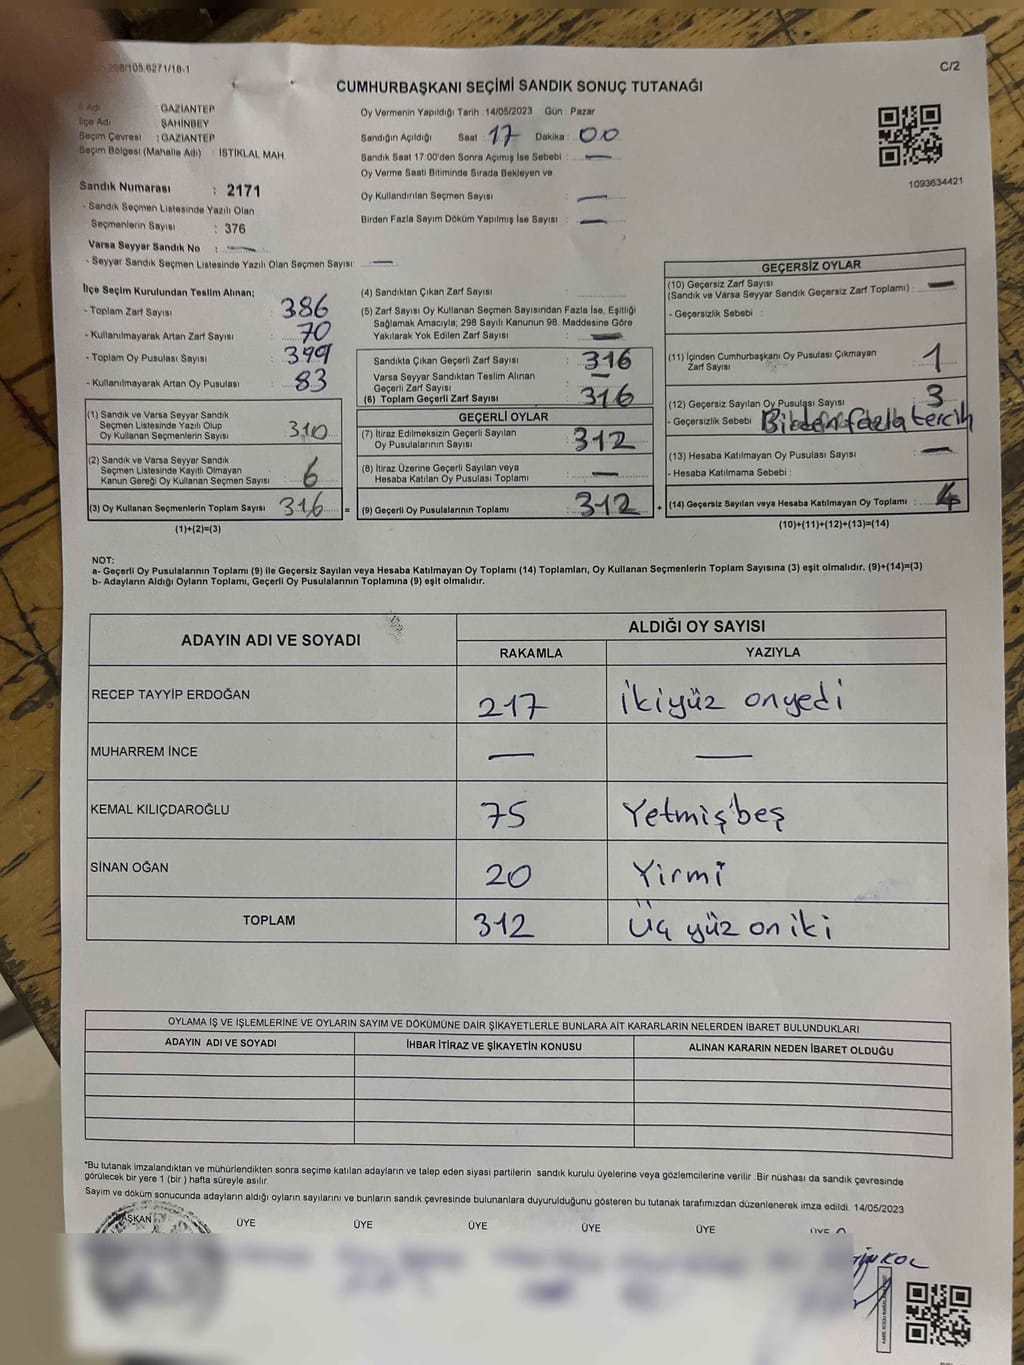 298/105.6271/18-1
C/2
CUMHURBAŞKANI SEÇİMİ SANDIK SONUÇ TUTANAĞI
İl Adı : GAZİANTEP
İlçe Adı : ŞAHİNBEY
Seçim Çevresi : GAZİANTEP
Seçim Bölgesi (Mahalle Adı) : İSTİKLAL MAH.
Sandık Numarası : 2171
- Sandık Seçmen Listesinde Yazılı Olan
Seçmenlerin Sayısı : 376
Varsa Seyyar Sandık No : —
- Seyyar Sandık Seçmen Listesinde Yazılı Olan Seçmen Sayısı: —
Oy Vermenin Yapıldığı Tarih : 14/05/2023 Gün : Pazar
Sandığın Açıldığı Saat : 17 Dakika : 00
Sandık Saat 17:00'den Sonra Açımış İse Sebebi : —
Oy Verme Saati Bitiminde Sırada Bekleyen ve
Oy Kullandırılan Seçmen Sayısı : —
Birden Fazla Sayım Döküm Yapılmış İse Sayısı : —
1093634421
İlçe Seçim Kurulundan Teslim Alınan;
- Toplam Zarf Sayısı : 386
- Kullanılmayarak Artan Zarf Sayısı : 70
- Toplam Oy Pusulası Sayısı : 399
- Kullanılmayarak Artan Oy Pusulası : 83
(1) Sandık ve Varsa Seyyar Sandık
Seçmen Listesinde Yazılı Olup
Oy Kullanan Seçmenlerin Sayısı : 310
(2) Sandık ve Varsa Seyyar Sandık
Seçmen Listesinde Kayıtlı Olmayan
Kanun Gereği Oy Kullanan Seçmen Sayısı : 6
(3) Oy Kullanan Seçmenlerin Toplam Sayısı : 316 =
(1)+(2)=(3)
(4) Sandıktan Çıkan Zarf Sayısı :
(5) Zarf Sayısı Oy Kullanan Seçmen Sayısından Fazla İse, Eşitliği
Sağlamak Amacıyla; 298 Sayılı Kanunun 98. Maddesine Göre
Yakılarak Yok Edilen Zarf Sayısı : —
Sandıkta Çıkan Geçerli Zarf Sayısı : 316
Varsa Seyyar Sandıktan Teslim Alınan
Geçerli Zarf Sayısı : —
(6) Toplam Geçerli Zarf Sayısı : 316
GEÇERLİ OYLAR
(7) İtiraz Edilmeksizin Geçerli Sayılan
Oy Pusulalarının Sayısı : 312
(8) İtiraz Üzerine Geçerli Sayılan veya
Hesaba Katılan Oy Pusulası Toplamı : —
(9) Geçerli Oy Pusulalarının Toplamı : 312 +
GEÇERSİZ OYLAR
(10) Geçersiz Zarf Sayısı
(Sandık ve Varsa Seyyar Sandık Geçersiz Zarf Toplamı) : —
- Geçersizlik Sebebi :
(11) İçinden Cumhurbaşkanı Oy Pusulası Çıkmayan
Zarf Sayısı : 1
(12) Geçersiz Sayılan Oy Pusulası Sayısı : 3
- Geçersizlik Sebebi : Birden fazla tercih
(13) Hesaba Katılmayan Oy Pusulası Sayısı : —
- Hesaba Katılmama Sebebi :
(14) Geçersiz Sayılan veya Hesaba Katılmayan Oy Toplamı : 4
(10)+(11)+(12)+(13)=(14)
NOT:
a- Geçerli Oy Pusulalarının Toplamı (9) ile Geçersiz Sayılan veya Hesaba Katılmayan Oy Toplamı (14) Toplamları, Oy Kullanan Seçmenlerin Toplam Sayısına (3) eşit olmalıdır. (9)+(14)=(3)
b- Adayların Aldığı Oyların Toplamı, Geçerli Oy Pusulalarının Toplamına (9) eşit olmalıdır.
ADAYIN ADI VE SOYADI
ALDIĞI OY SAYISI
RAKAMLA YAZIYLA
RECEP TAYYİP ERDOĞAN 217 ikiyüz onyedi
MUHARREM İNCE — —
KEMAL KILIÇDAROĞLU 75 Yetmişbeş
SİNAN OĞAN 20 Yirmi
TOPLAM 312 Üç yüz on iki
OYLAMA İŞ VE İŞLEMLERİNE VE OYLARIN SAYIM VE DÖKÜMÜNE DAİR ŞİKAYETLERLE BUNLARA AİT KARARLARIN NELERDEN İBARET BULUNDUKLARI
ADAYIN ADI VE SOYADI İHBAR İTİRAZ VE ŞİKAYETİN KONUSU ALINAN KARARIN NEDEN İBARET OLDUĞU
"Bu tutanak imzalandıktan ve mühürlendikten sonra seçime katılan adayların ve talep eden siyasi partilerin sandık kurulu üyelerine veya gözlemcilerine verilir. Bir nüshası da sandık çevresinde
görülecek bir yere 1 (bir ) hafta süreyle asılır.
Sayım ve döküm sonucunda adayların aldığı oyların sayılarını ve bunların sandık çevresinde bulunanlara duyurulduğunu gösteren bu tutanak tarafımızdan düzenlenerek imza edildi. 14/05/2023
BAŞKAN ÜYE ÜYE ÜYE ÜYE ÜYE ÜYE